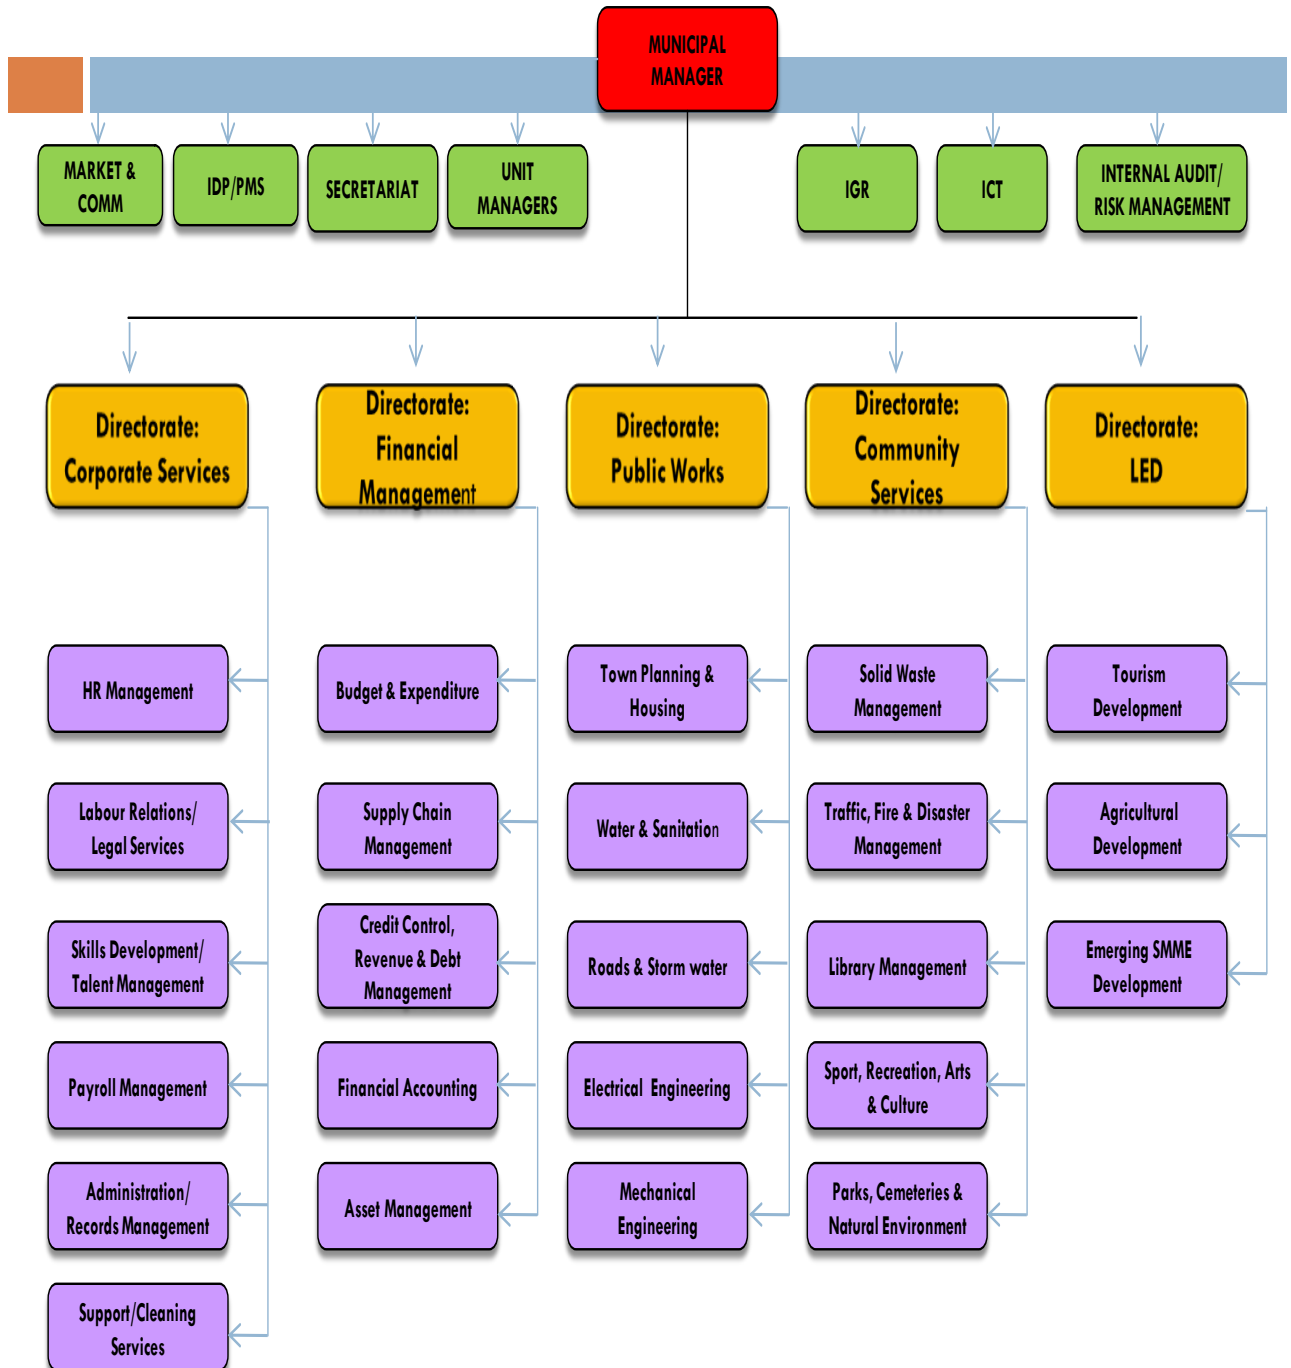 MUNICIPAL
MANAGER
MARKET &
COMM
IDP/PMS
SECRETARIAT
UNIT
MANAGERS
IGR
ICT
INTERNAL AUDIT/
RISK MANAGEMENT
Directorate:
Corporate Services
Directorate:
Financial
Management
Directorate:
Public Works
Directorate:
Community
Services
Directorate:
LED
HR Management
Budget & Expenditure
Town Planning &
Housing
Solid Waste
Management
Tourism
Development
Labour Relations/
Legal Services
Supply Chain
Management
Water & Sanitation
Traffic, Fire & Disaster
Management
Agricultural
Development
Skills Development/
Talent Management
Credit Control,
Revenue & Debt
Management
Roads & Storm water
Library Management
Emerging SMME
Development
Payroll Management
Financial Accounting
Electrical Engineering
Sport, Recreation, Arts
& Culture
Administration/
Records Management
Asset Management
Mechanical
Engineering
Parks, Cemeteries &
Natural Environment
Support/Cleaning
Services